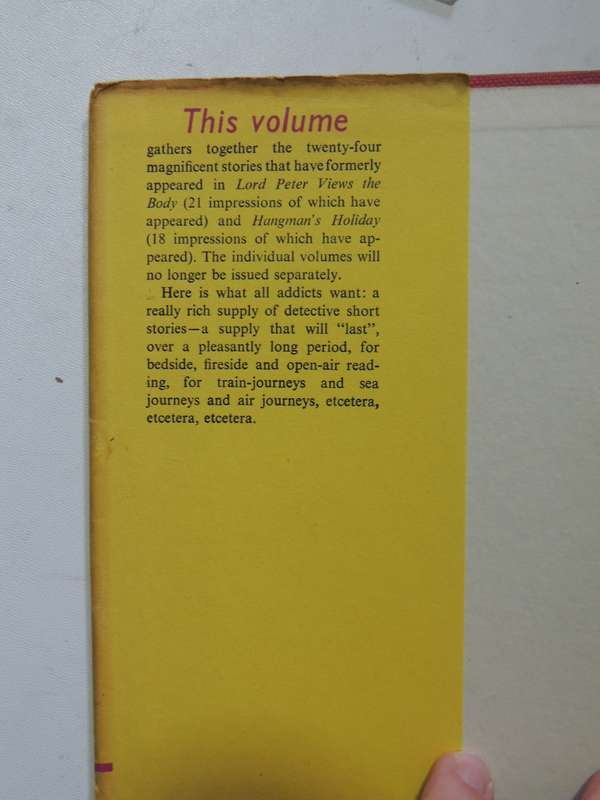 This volume
gathers together the twenty-four
magnificent stories that have formerly
appeared in Lord Peter Views the
Body (21 impressions of which have
appeared) and Hangman's Holiday
(18 impressions of which have ap-
peared). The individual volumes will
no longer be issued separately.
Here is what all addicts want: a
really rich supply of detective short
stories—a supply that will "last",
over a pleasantly long period, for
bedside, fireside and open-air read-
ing, for train-journeys and sea
journeys and air journeys, etcetera,
etcetera, etcetera.